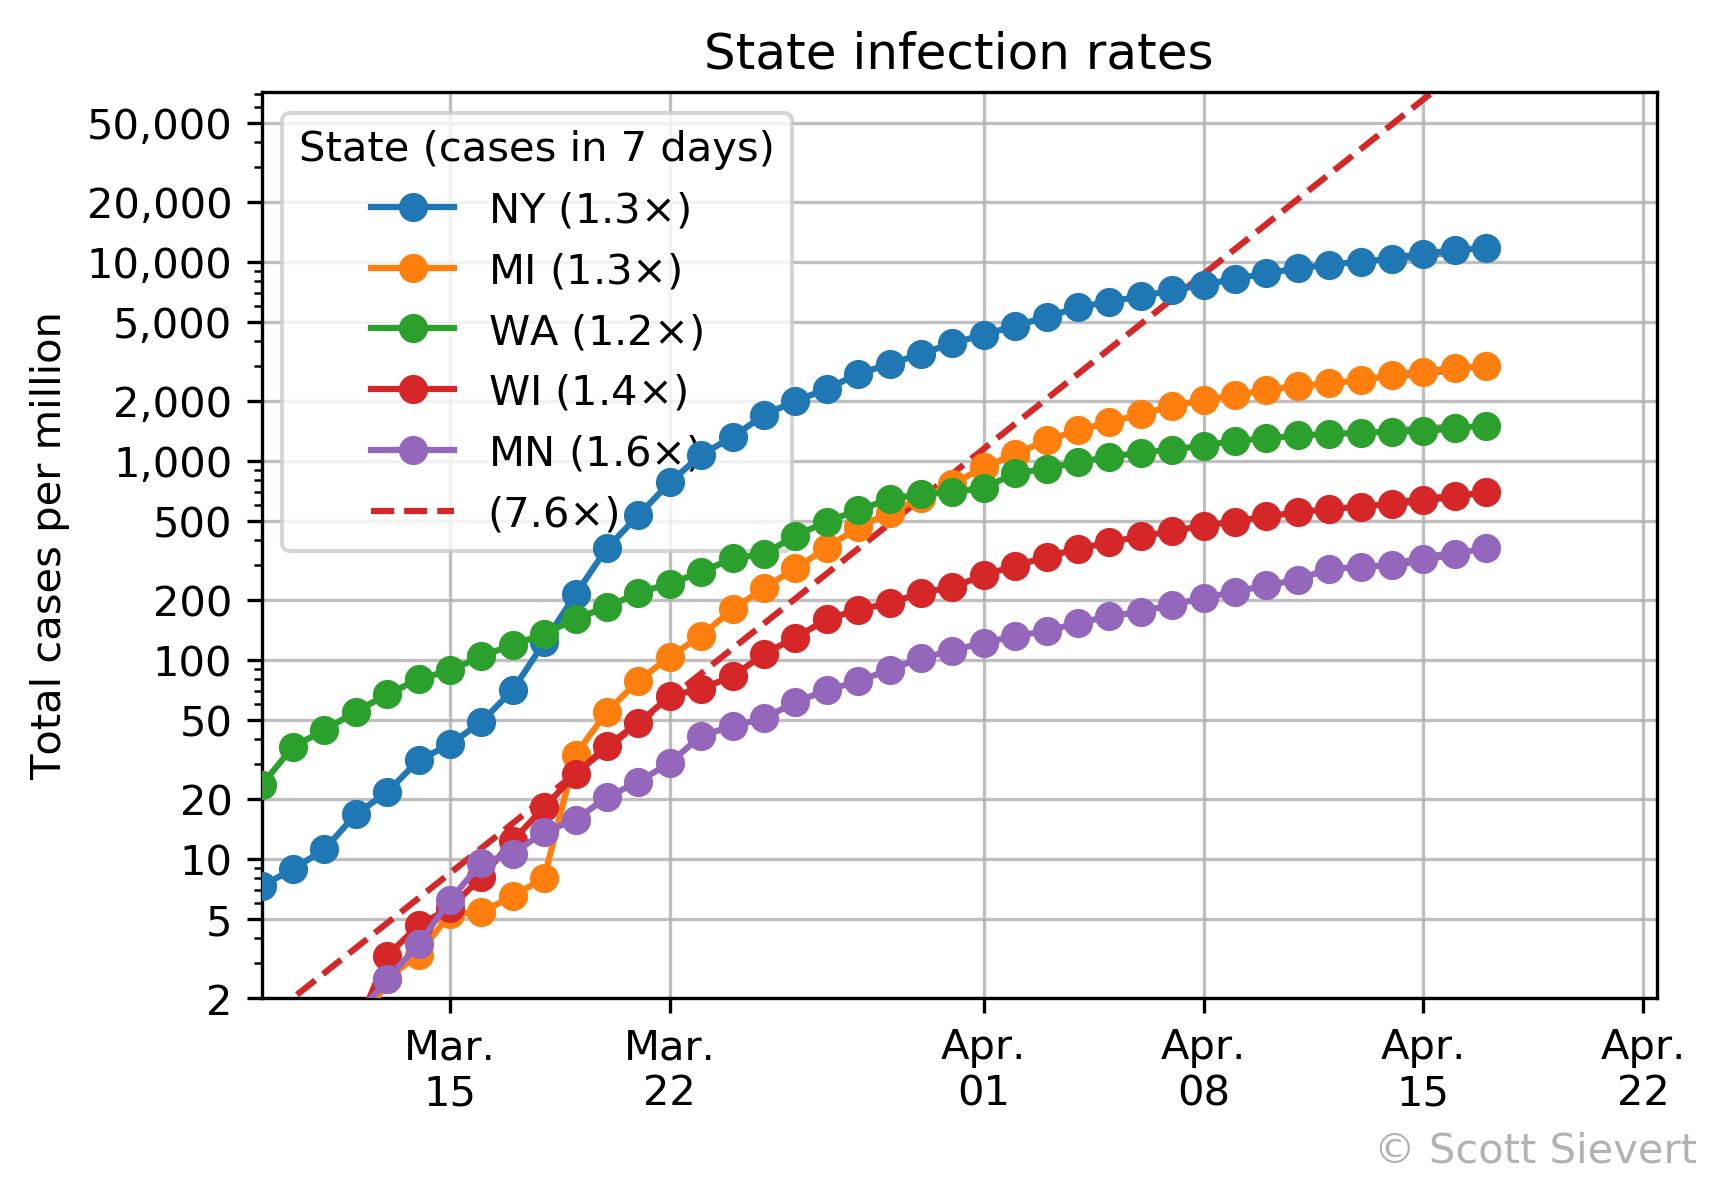 State infection rates
50,000
20,000
10,000
5,000
2,000
1,000
500
200
100
50
20
10
5
2
Total cases per million
State (cases in 7 days)
NY (1.3×)
MI (1.3×)
WA (1.2×)
WI (1.4×)
MN (1.6×)
(7.6×)
Mar.
15
Mar.
22
Apr.
01
Apr.
08
Apr.
15
Apr.
22
© Scott Sievert